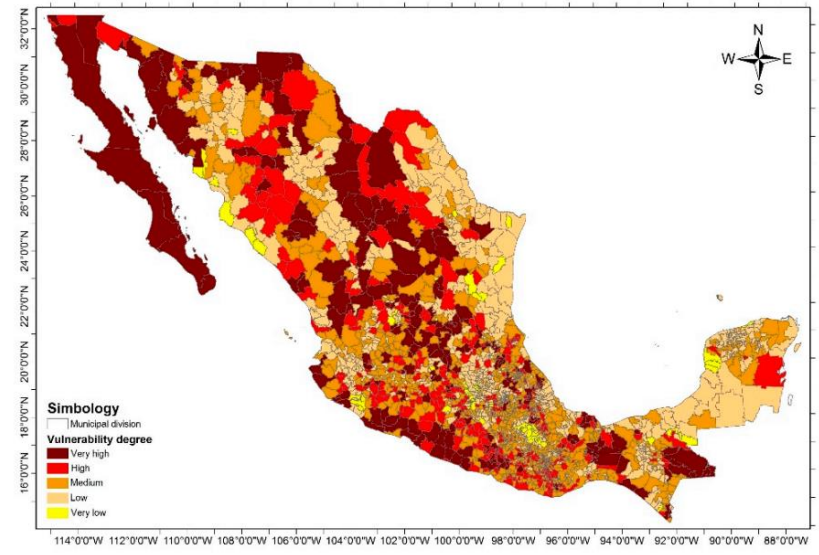 N
W E
S
32°0'0"N
30°0'0"N
28°0'0"N
26°0'0"N
24°0'0"N
22°0'0"N
20°0'0"N
18°0'0"N
16°0'0"N
Simbology
Municipal division
Vulnerability degree
Very high
High
Medium
Low
Very low
114°0'0"W 112°0'0"W 110°0'0"W 108°0'0"W 106°0'0"W 104°0'0"W 102°0'0"W 100°0'0"W 98°0'0"W 96°0'0"W 94°0'0"W 92°0'0"W 90°0'0"W 88°0'0"W